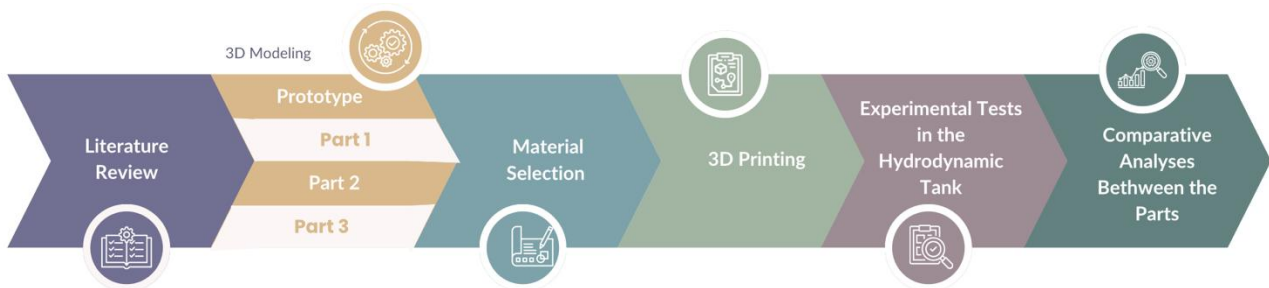 Literature
Review
3D Modeling
Prototype
Part 1
Part 2
Part 3
Material
Selection
3D Printing
Experimental Tests
in the
Hydrodynamic
Tank
Comparative
Analyses
Bethween the
Parts